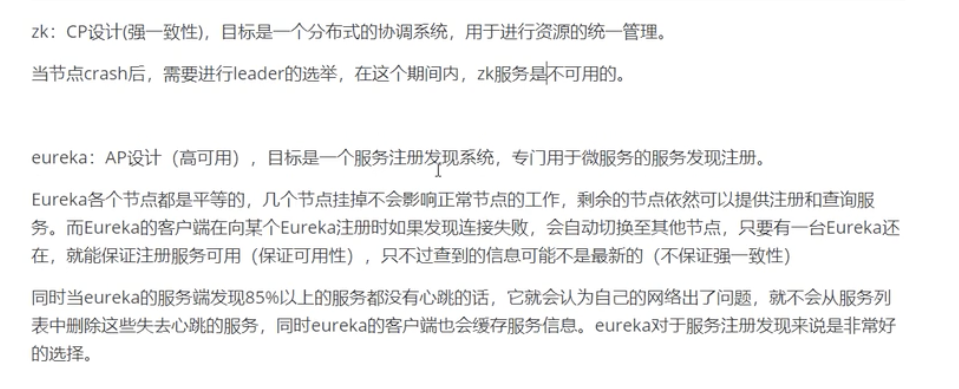 zk：CP设计(强一致性)，目标是一个分布式的协调系统，用于进行资源的统一管理。
当节点crash后，需要进行leader的选举，在这个期间内，zk服务是不可用的。
eureka：AP设计（高可用），目标是一个服务注册发现系统，专门用于微服务的服务发现注册。
Eureka各个节点都是平等的，几个节点挂掉不会影响正常节点的工作，剩余的节点依然可以提供注册和查询服
务。而Eureka的客户端在向某个Eureka注册时如果发现连接失败，会自动切换至其他节点，只要有一台Eureka还
在，就能保证注册服务可用（保证可用性），只不过查到的信息可能不是最新的（不保证强一致性）
同时当eureka的服务端发现85%以上的服务都没有心跳的话，它就会认为自己的网络出了问题，就不会从服务列
表中删除这些失去心跳的服务，同时eureka的客户端也会缓存服务信息。eureka对于服务注册发现来说是非常好
的选择。